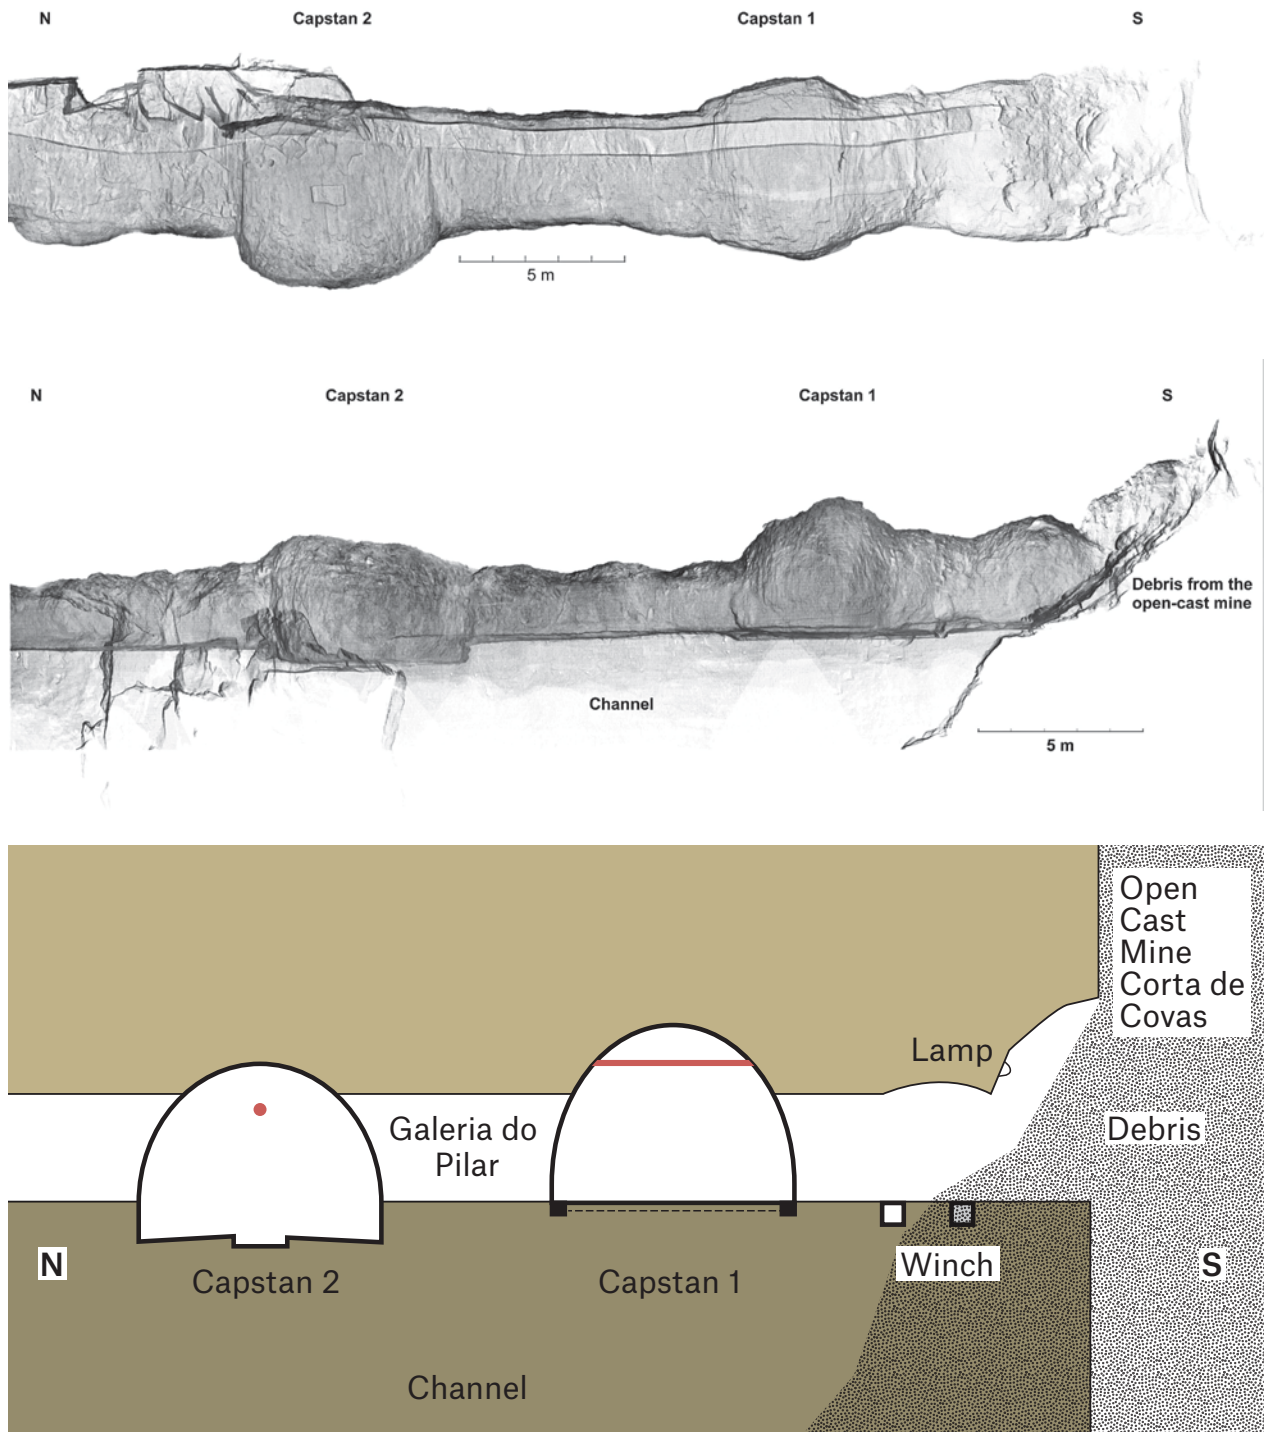 N Capstan 2 Capstan 1 S
5 m
N Capstan 2 Capstan 1 S
Debris from the
open-cast mine
Channel
5 m
Open
Cast
Mine
Corta de
Covas
Lamp
Galeria do
Pilar
Debris
N
Capstan 2
Capstan 1
Winch
S
Channel